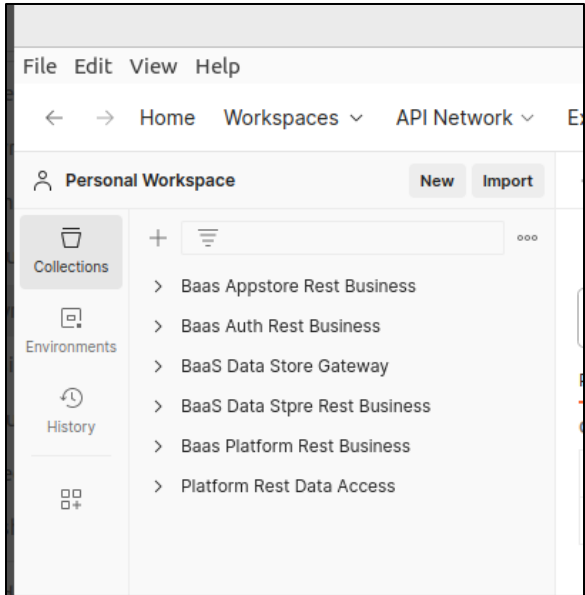 File Edit View Help
Home Workspaces API Network
Personal Workspace New Import
Collections
Environments
History
Baas Appstore Rest Business
Baas Auth Rest Business
BaaS Data Store Gateway
BaaS Data Stpre Rest Business
Baas Platform Rest Business
Platform Rest Data Access